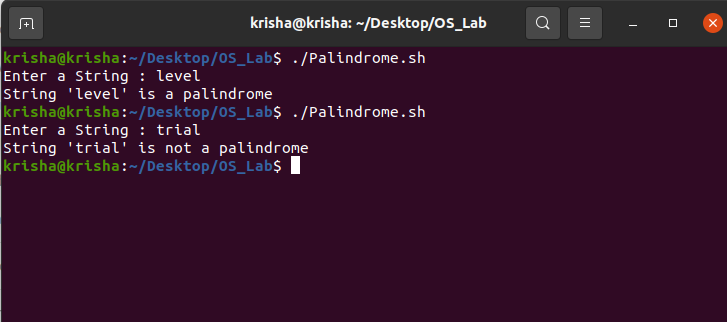 krisha@krisha: ~/Desktop/OS_Lab
krisha@krisha:~/Desktop/OS_Lab$ ./Palindrome.sh
Enter a String : level
String 'level' is a palindrome
krisha@krisha:~/Desktop/OS_Lab$ ./Palindrome.sh
Enter a String : trial
String 'trial' is not a palindrome
krisha@krisha:~/Desktop/OS_Lab$